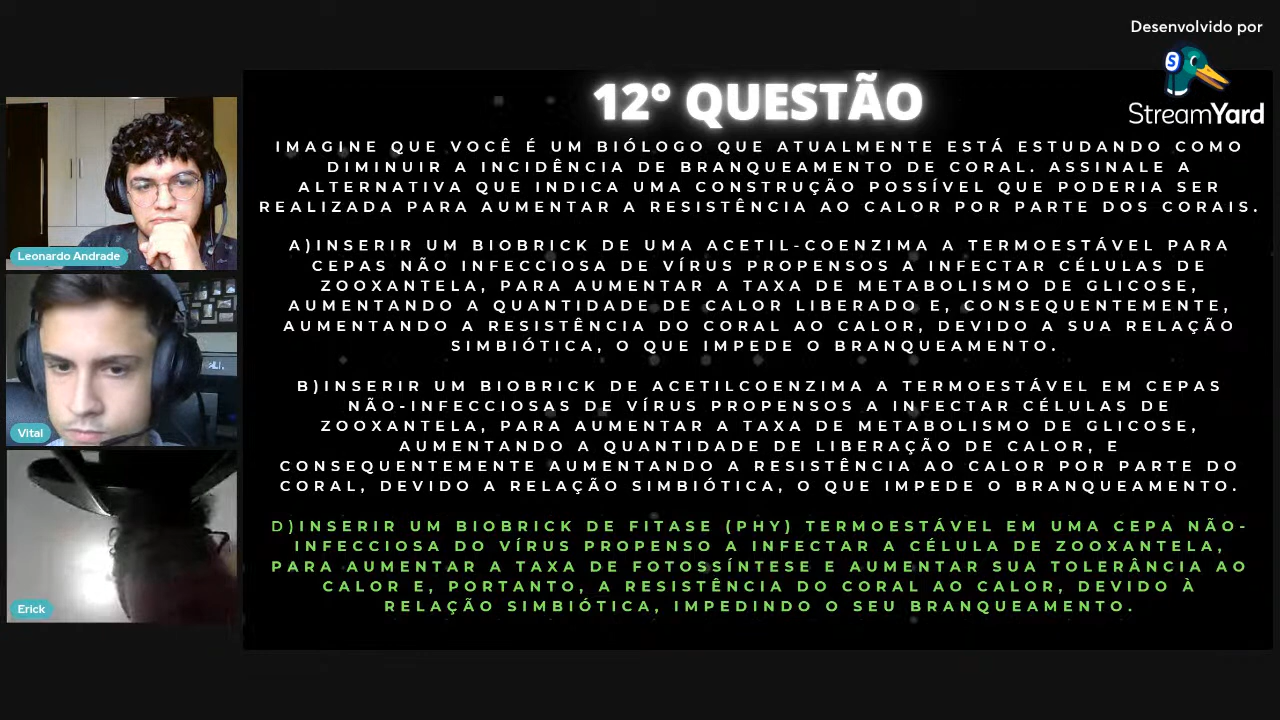 Desenvolvido por
StreamYard
12° QUESTÃO
IMAGINE QUE VOCÊ É UM BIÓLOGO QUE ATUALMENTE ESTÁ ESTUDANDO COMO
DIMINUIR A INCIDÊNCIA DE BRANQUEAMENTO DE CORAL. ASSINALE A
ALTERNATIVA QUE INDICA UMA CONSTRUÇÃO POSSÍVEL QUE PODERIA SER
REALIZADA PARA AUMENTAR A RESISTÊNCIA AO CALOR POR PARTE DOS CORAIS.
A)INSERIR UM BIOBRICK DE UMA ACETIL-COENZIMA A TERMOESTÁVEL PARA
CEPAS NÃO INFECCIOSA DE VÍRUS PROPENSOS A INFECTAR CÉLULAS DE
ZOOXANTELA, PARA AUMENTAR A TAXA DE METABOLISMO DE GLICOSE,
AUMENTANDO A QUANTIDADE DE CALOR LIBERADO E, CONSEQUENTEMENTE,
AUMENTANDO A RESISTÊNCIA DO CORAL AO CALOR, DEVIDO A SUA RELAÇÃO
SIMBIÓTICA, O QUE IMPEDE O BRANQUEAMENTO.
B)INSERIR UM BIOBRICK DE ACETILCOENZIMA A TERMOESTÁVEL EM CEPAS
NÃO-INFECCIOSAS DE VÍRUS PROPENSOS A INFECTAR CÉLULAS DE
ZOOXANTELA, PARA AUMENTAR A TAXA DE METABOLISMO DE GLICOSE,
AUMENTANDO A QUANTIDADE DE LIBERAÇÃO DE CALOR, E
CONSEQUENTEMENTE AUMENTANDO A RESISTÊNCIA AO CALOR POR PARTE DO
CORAL, DEVIDO A RELAÇÃO SIMBIÓTICA, O QUE IMPEDE O BRANQUEAMENTO.
D)INSERIR UM BIOBRICK DE FITASE (PHY) TERMOESTÁVEL EM UMA CEPA NÃO-
INFECCIOSA DO VÍRUS PROPENSO A INFECTAR A CÉLULA DE ZOOXANTELA,
PARA AUMENTAR A TAXA DE FOTOSSÍNTESE E AUMENTAR SUA TOLERÂNCIA AO
CALOR E, PORTANTO, A RESISTÊNCIA DO CORAL AO CALOR, DEVIDO À
RELAÇÃO SIMBIÓTICA, IMPEDINDO O SEU BRANQUEAMENTO.
Leonardo Andrade
Vital
Erick